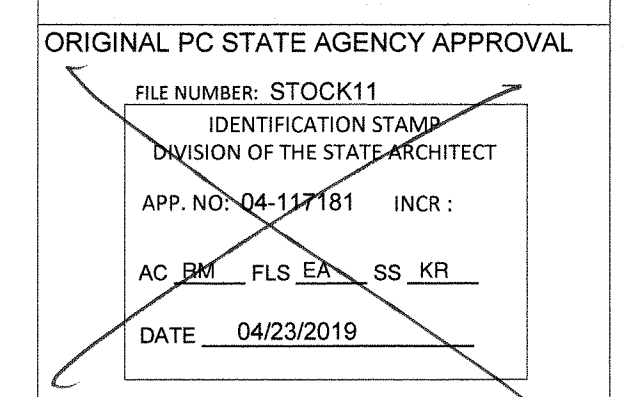 ORIGINAL PC STATE AGENCY APPROVAL
FILE NUMBER: STOCK11
IDENTIFICATION STAMP
DIVISION OF THE STATE ARCHITECT
APP. NO: 04-117181 INCR :
AC RM FLS EA SS KR
DATE 04/23/2019